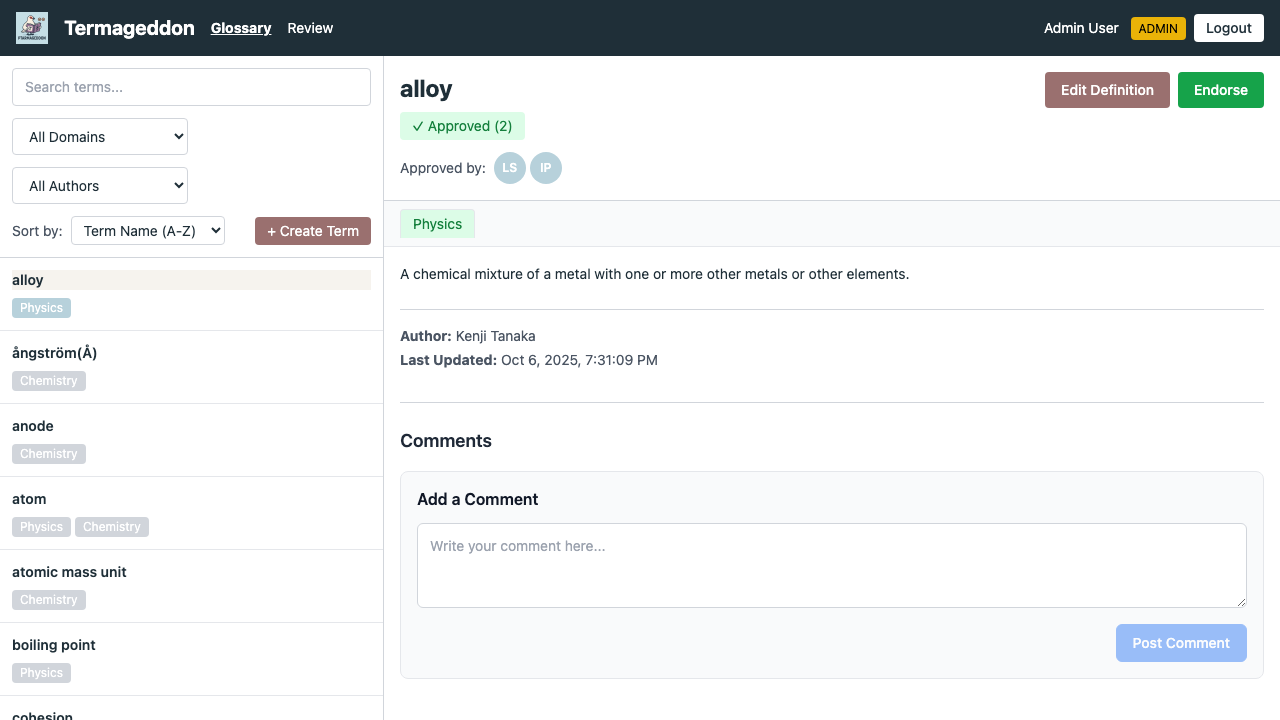 Termageddon Glossary Review Admin User ADMIN Logout
Search terms...
All Domains
All Authors
Sort by: Term Name (A-Z) + Create Term
alloy
Physics
ångström(Å)
Chemistry
anode
Chemistry
atom
Physics Chemistry
atomic mass unit
Chemistry
boiling point
Physics
cohesion
alloy
Edit Definition Endorse
✓ Approved (2)
Approved by: LS IP
Physics
A chemical mixture of a metal with one or more other metals or other elements.
Author: Kenji Tanaka
Last Updated: Oct 6, 2025, 7:31:09 PM
Comments
Add a Comment
Write your comment here...
Post Comment